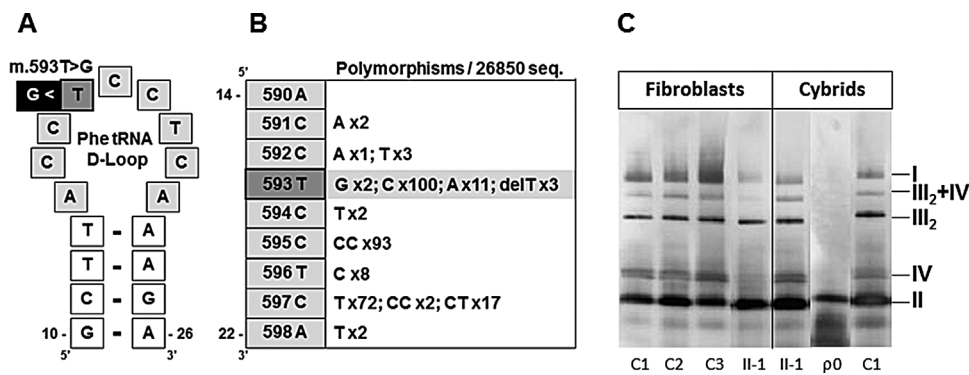 A
m.593T>G
G < T
C
C
C
T
C
C
A
A
Phe tRNA
D-Loop
T - A
T - A
C - G
10 - G - A - 26
5' 3'
B
5' Polymorphisms / 26850 seq.
14 - 590 A
591 C A x2
592 C A x1; T x3
593 T G x2; C x100; A x11; delT x3
594 C T x2
595 C CC x93
596 T C x8
597 C T x72; CC x2; CT x17
22 - 598 A T x2
3'
C
Fibroblasts Cybrids
I
III2+IV
III2
IV
II
C1 C2 C3 II-1 II-1 ρ0 C1